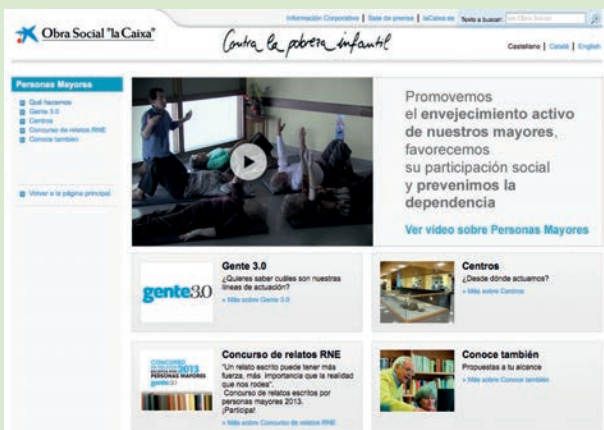 Información Corporativa | Sala de prensa | laCaixa.es
Texto a buscar:
Obra Social "la Caixa"
Contra la pobreza infantil
Castellano | Català | English
Personas Mayores
Qué hacemos
Gente 3.0
Centros
Concurso de relatos RNE
Conoce también
Volver a la página principal
Promovemos
el envejecimiento activo
de nuestros mayores,
favorecemos
su participación social
y prevenimos la
dependencia
Ver vídeo sobre Personas Mayores
gente3.0
Gente 3.0
¿Quieres saber cuáles son nuestras
líneas de actuación?
» Más sobre Gente 3.0
Centros
¿Desde dónde actuamos?
» Más sobre Centros
CONCURSO
2013
PERSONAS MAYORES
gente3.0
Concurso de relatos RNE
"Un relato escrito puede tener más
fuerza, más importancia que la realidad
que nos rodea".
Concurso de relatos escritos por
personas mayores 2013.
¡Participa!
» Más sobre Concurso de relatos RNE
Conoce también
Propuestas a tu alcance
» Más sobre Conoce también